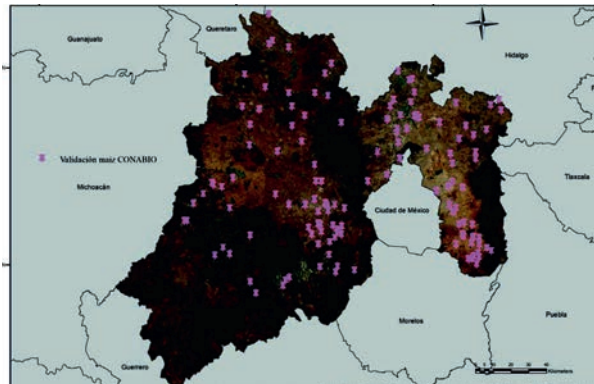 Guanajuato
Querétaro
Hidalgo
Validación maíz CONABIO
Michoacán
Tlaxcala
Ciudad de México
Morelos
Puebla
Guerrero
Kilometers